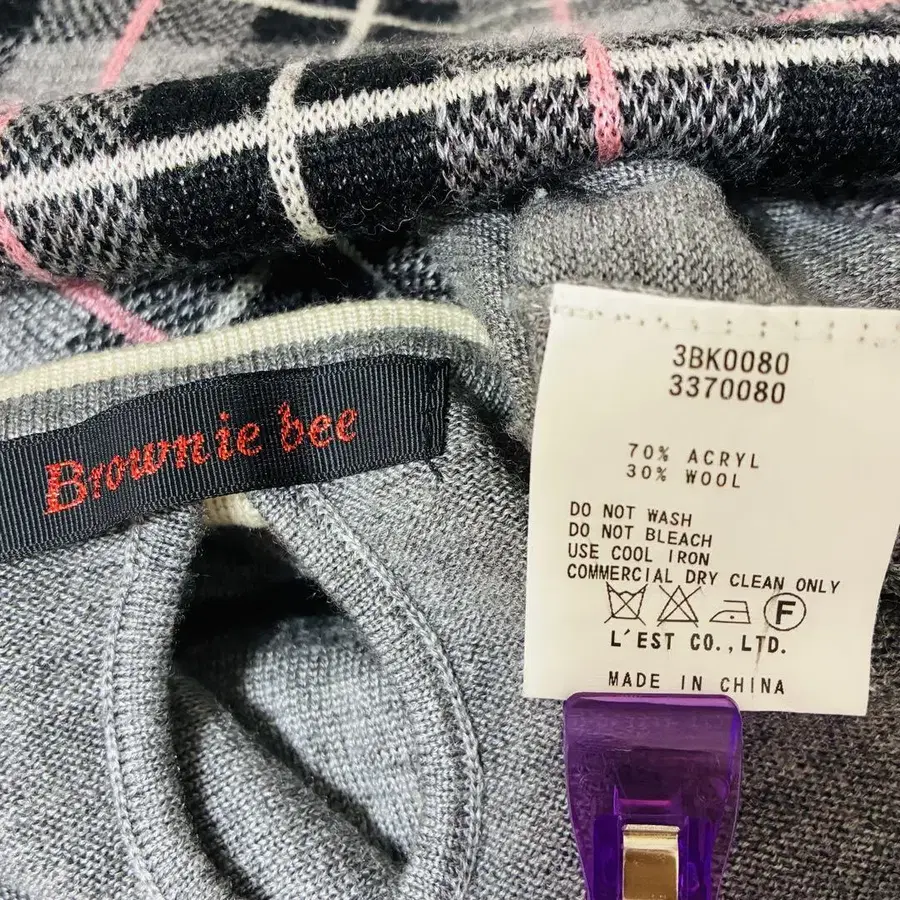 Brownie bee
3BK0080
3370080
70% ACRYL
30% WOOL
DO NOT WASH
DO NOT BLEACH
USE COOL IRON
COMMERCIAL DRY CLEAN ONLY
F
L'EST CO.,LTD.
MADE IN CHINA